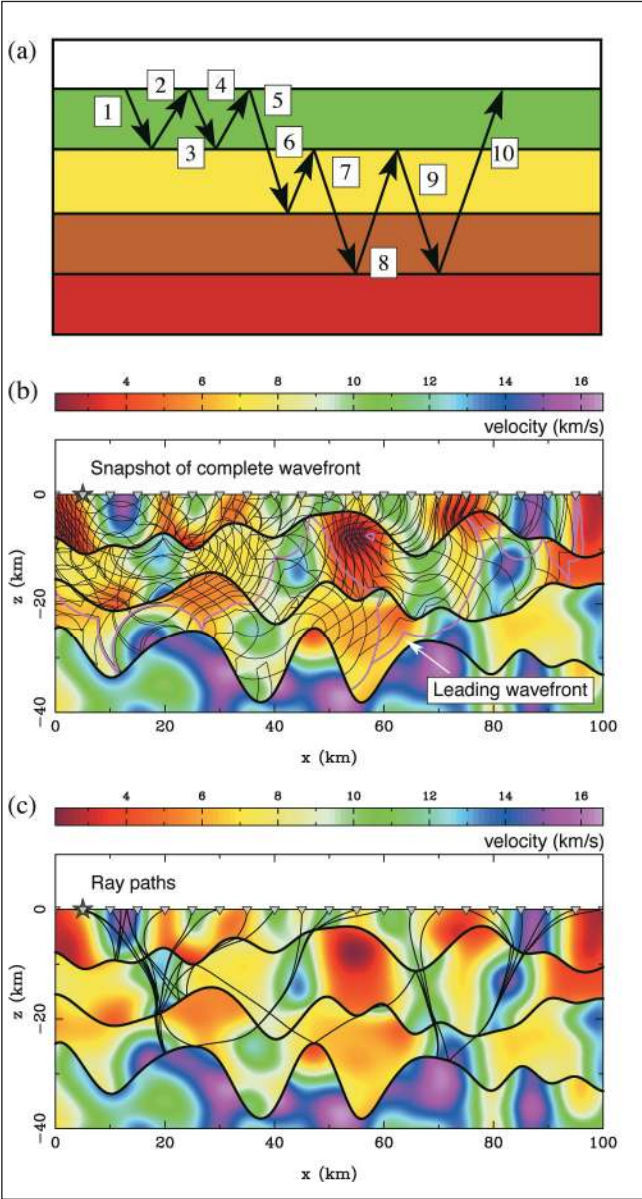 (a)
2 4
1 5
3 6
7 9 10
8
(b)
4 6 8 10 12 14 16
velocity (km/s)
Snapshot of complete wavefront
0
−20
−40
z (km)
Leading wavefront
0 20 40 60 80 100
x (km)
(c)
4 6 8 10 12 14 16
velocity (km/s)
Ray paths
0
−20
−40
z (km)
0 20 40 60 80 100
x (km)